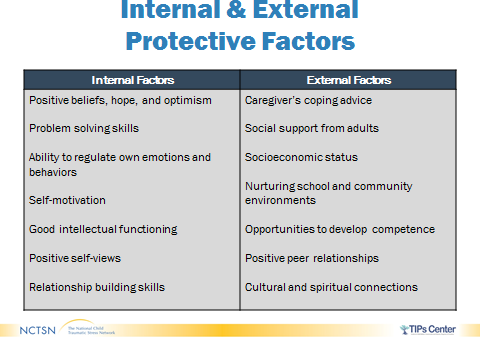 Internal & External
Protective Factors
Internal Factors
Positive beliefs, hope, and optimism
Problem solving skills
Ability to regulate own emotions and
behaviors
Self-motivation
Good intellectual functioning
Positive self-views
Relationship building skills
External Factors
Caregiver's coping advice
Social support from adults
Socioeconomic status
Nurturing school and community
environments
Opportunities to develop competence
Positive peer relationships
Cultural and spiritual connections
NCTSN
The National Child
Traumatic Stress Network
TIPs Center